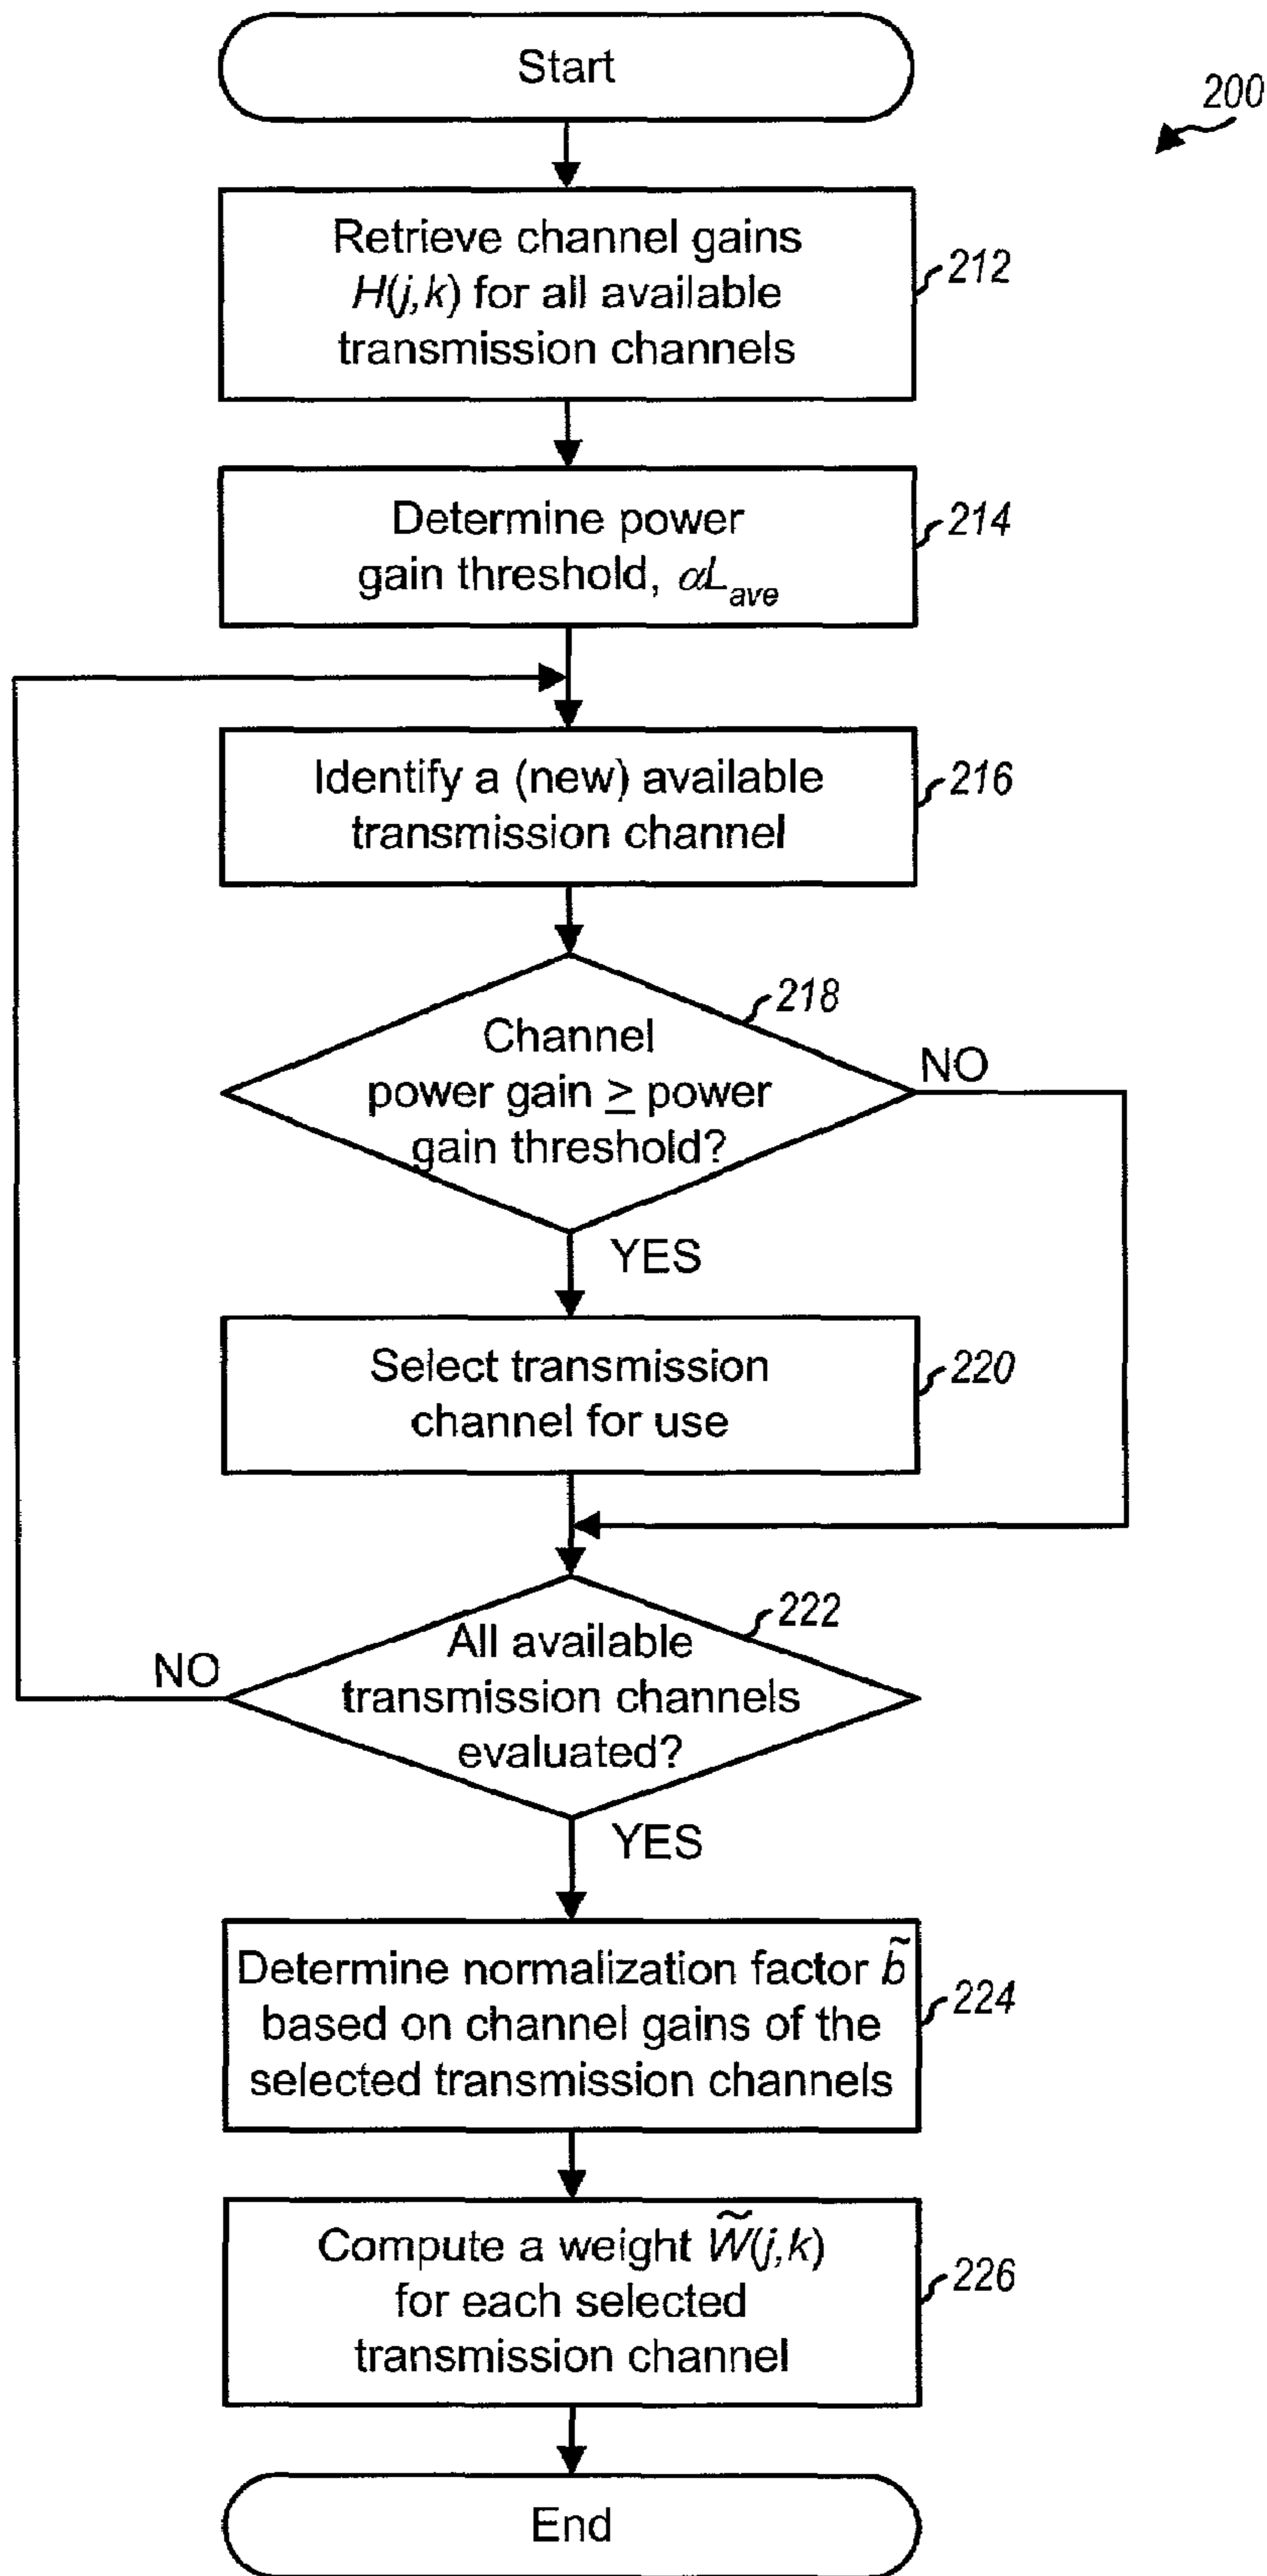 Start
200
Retrieve channel gains
H(j,k) for all available
transmission channels
212
Determine power
gain threshold, αL_ave
214
Identify a (new) available
transmission channel
216
218
Channel
power gain ≥ power
gain threshold?
NO
YES
Select transmission
channel for use
220
222
All available
transmission channels
evaluated?
NO
YES
Determine normalization factor b̃
based on channel gains of the
selected transmission channels
224
Compute a weight W̃(j,k)
for each selected
transmission channel
226
End